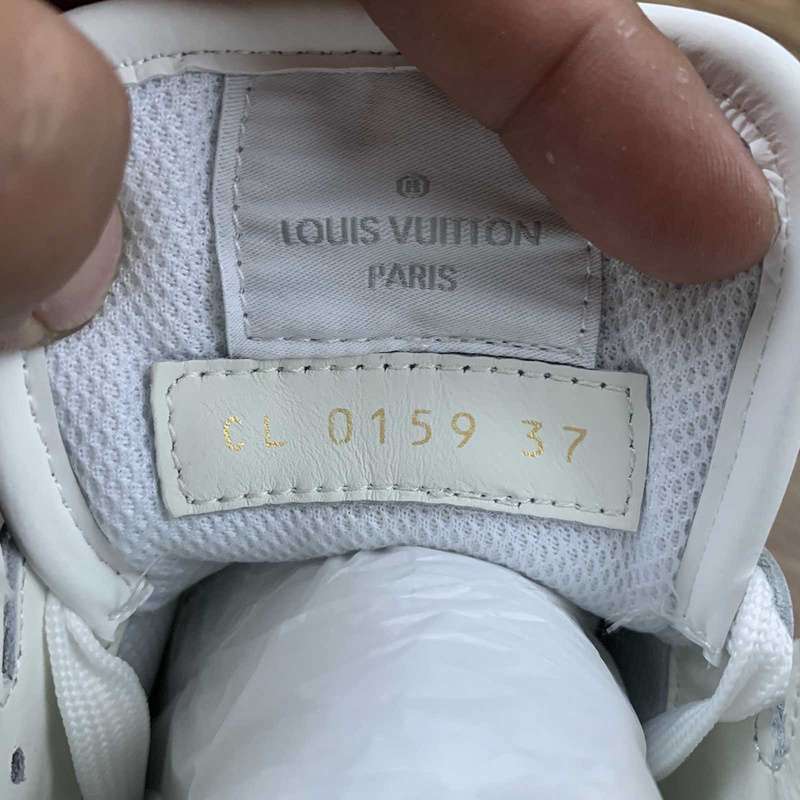 ®
LOUIS VUITTON
PARIS
CL 0159 37